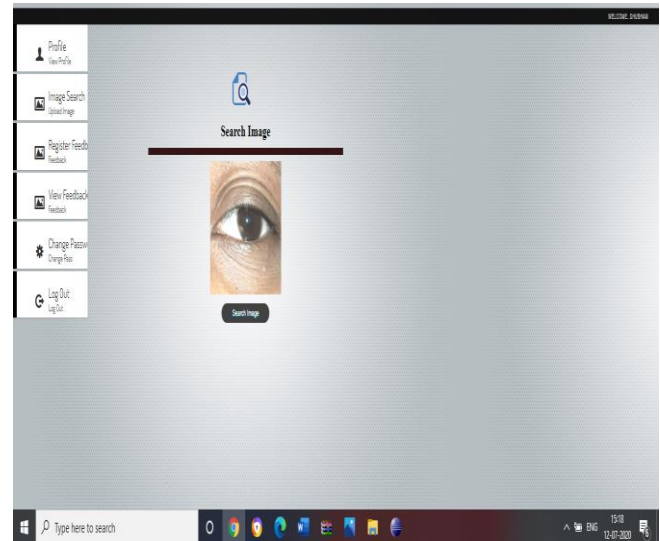 WELCOME, SHUBHAM
Profile
View Profile
Image Search
Upload Image
Register Feedb
Feedback
View Feedback
Feedback
Change Passw
Change Pass
Log Out
Log Out
Search Image
Search Image
Type here to search
ENG
15:18
12-07-2020